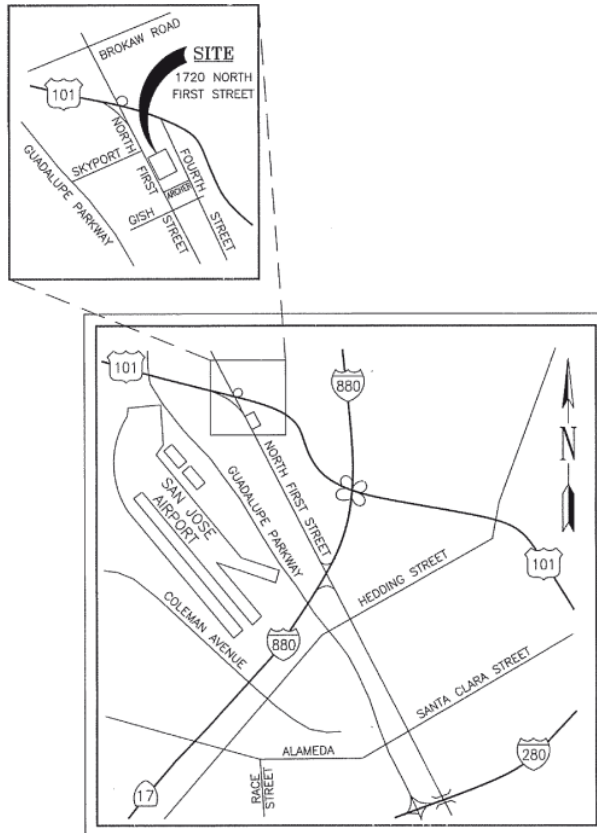 BROKAW ROAD
SITE
1720 NORTH
FIRST STREET
101
NORTH
FIRST
STREET
SKYPORT
GUADALUPE PARKWAY
FOURTH
STREET
ARCHER
GISH
101
880
N
NORTH FIRST STREET
GUADALUPE PARKWAY
SAN JOSE
AIRPORT
HEDDING STREET
101
COLEMAN AVENUE
880
SANTA CLARA STREET
ALAMEDA
280
RACE
STREET
17